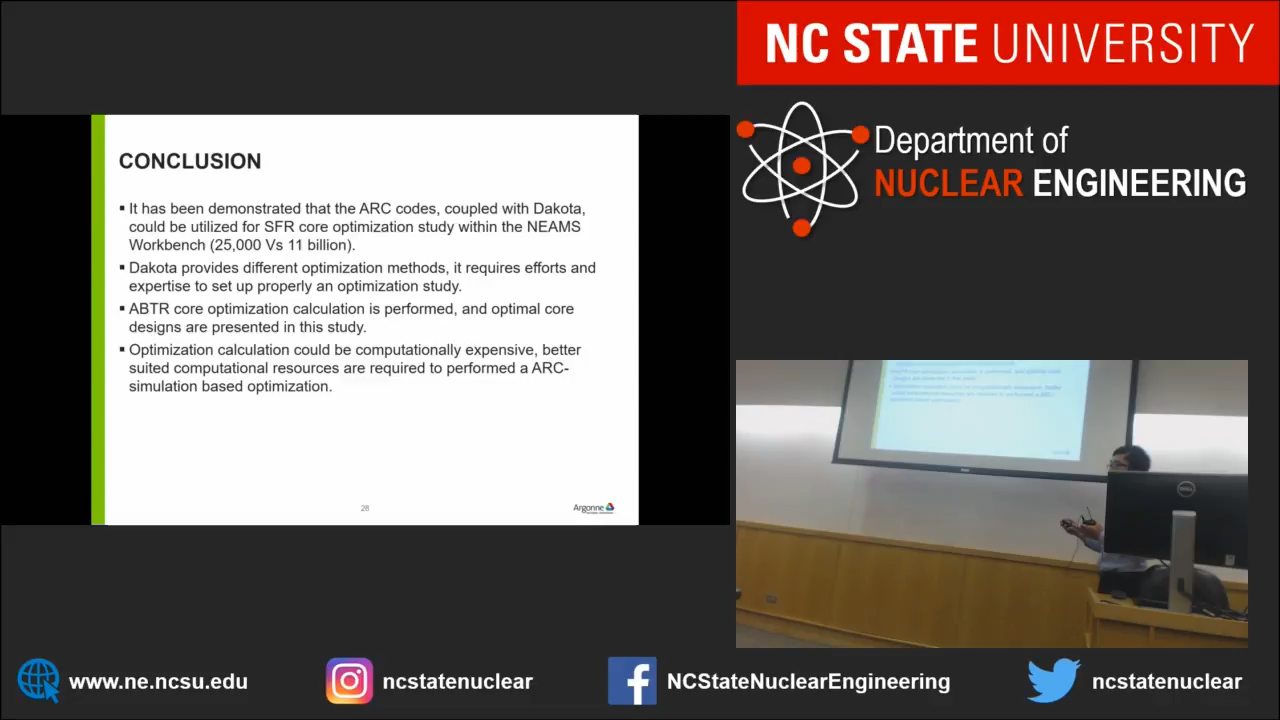 NC STATE UNIVERSITY
Department of
NUCLEAR ENGINEERING
CONCLUSION
▪ It has been demonstrated that the ARC codes, coupled with Dakota,
could be utilized for SFR core optimization study within the NEAMS
Workbench (25,000 Vs 11 billion).
▪ Dakota provides different optimization methods, it requires efforts and
expertise to set up properly an optimization study.
▪ ABTR core optimization calculation is performed, and optimal core
designs are presented in this study.
▪ Optimization calculation could be computationally expensive, better
suited computational resources are required to performed a ARC-
simulation based optimization.
28
Argonne
DELL
www.ne.ncsu.edu
ncstatenuclear
NCStateNuclearEngineering
ncstatenuclear